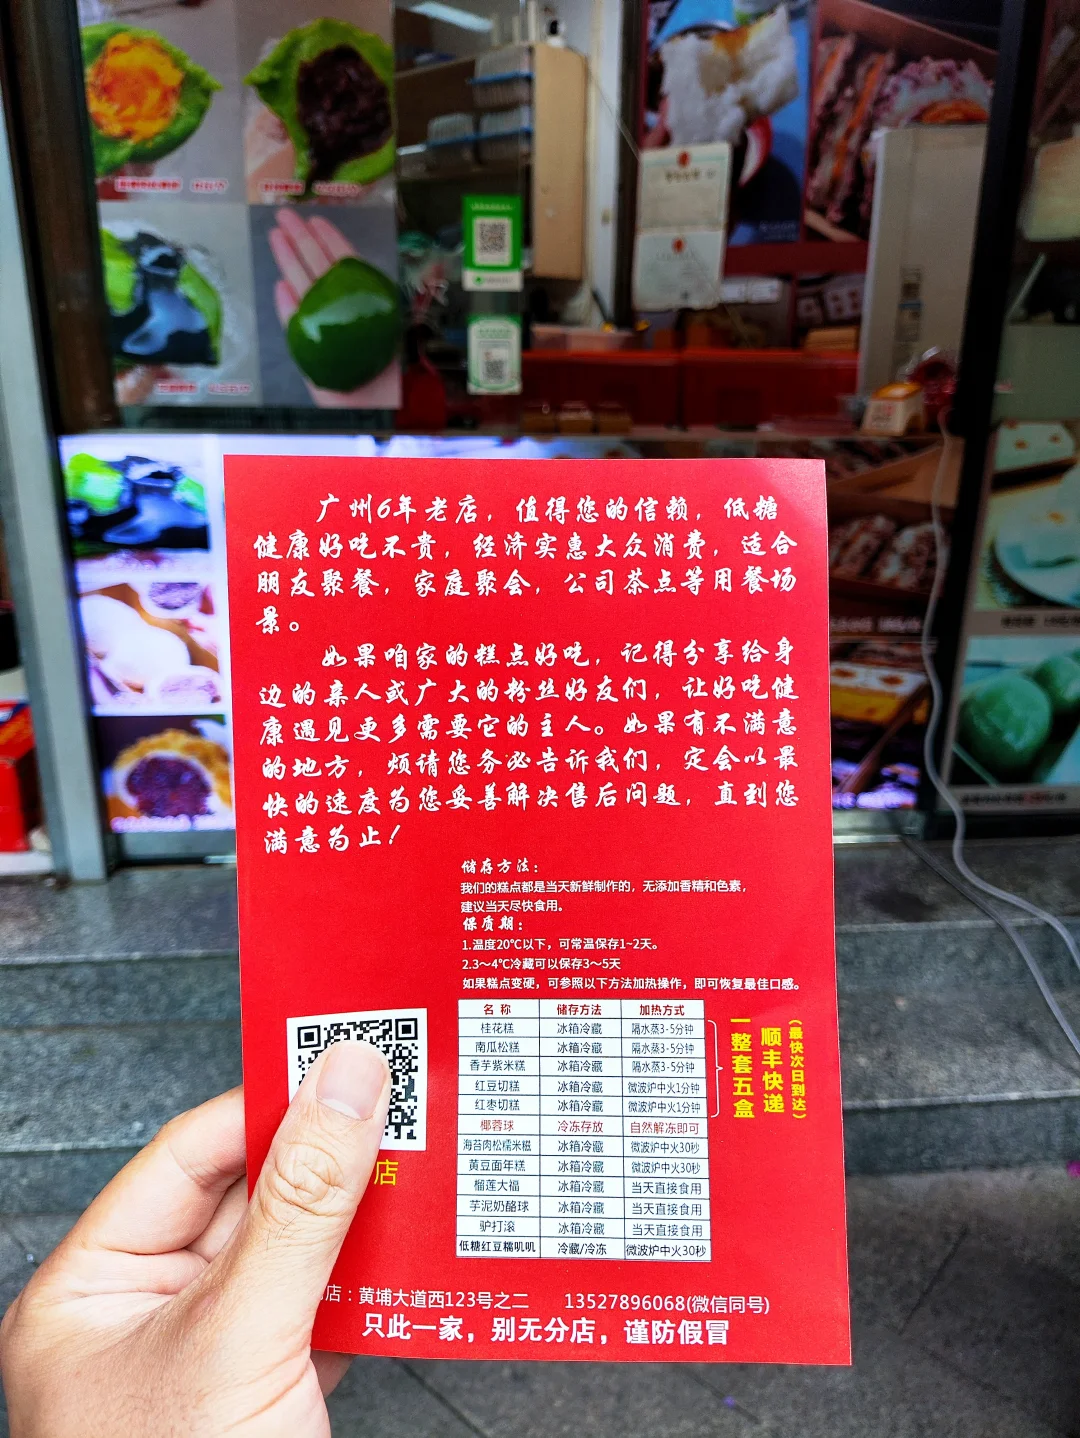 广州6年老店，值得您的信赖，低糖
健康好吃不贵，经济实惠大众消费，适合
朋友聚餐，家庭聚会，公司茶点等用餐场
景。
如果咱家的糕点好吃，记得分享给身
边的亲人或广大的粉丝好友们，让好吃健
康遇见更多需要它的主人。如果有不满意
的地方，烦请您务必告诉我们，定会以最
快的速度为您妥善解决售后问题，直到您
满意为止！
储存方法：
我们的糕点都是当天新鲜制作的，无添加香精和色素，
建议当天尽快食用。
保质期：
1.温度20℃以下，可常温保存1~2天。
2.3～4℃冷藏可以保存3～5天
如果糕点变硬，可参照以下方法加热操作，即可恢复最佳口感。
名 称 储存方法 加热方式
桂花糕 冰箱冷藏 隔水蒸3-5分钟
南瓜松糕 冰箱冷藏 隔水蒸3-5分钟
香芋紫米糕 冰箱冷藏 隔水蒸3-5分钟
红豆切糕 冰箱冷藏 微波炉中火1分钟
红枣切糕 冰箱冷藏 微波炉中火1分钟
椰蓉球 冷冻存放 自然解冻即可
海苔肉松糯米糍 冰箱冷藏 微波炉中火30秒
黄豆面年糕 冰箱冷藏 微波炉中火30秒
榴莲大福 冰箱冷藏 当天直接食用
芋泥奶酪球 冰箱冷藏 当天直接食用
驴打滚 冰箱冷藏 当天直接食用
低糖红豆糯叽叽 冷藏/冷冻 微波炉中火30秒
一整套五盒
顺丰快递
（最快次日到达）
店
店：黄埔大道西123号之二 13527896068(微信同号)
只此一家，别无分店，谨防假冒